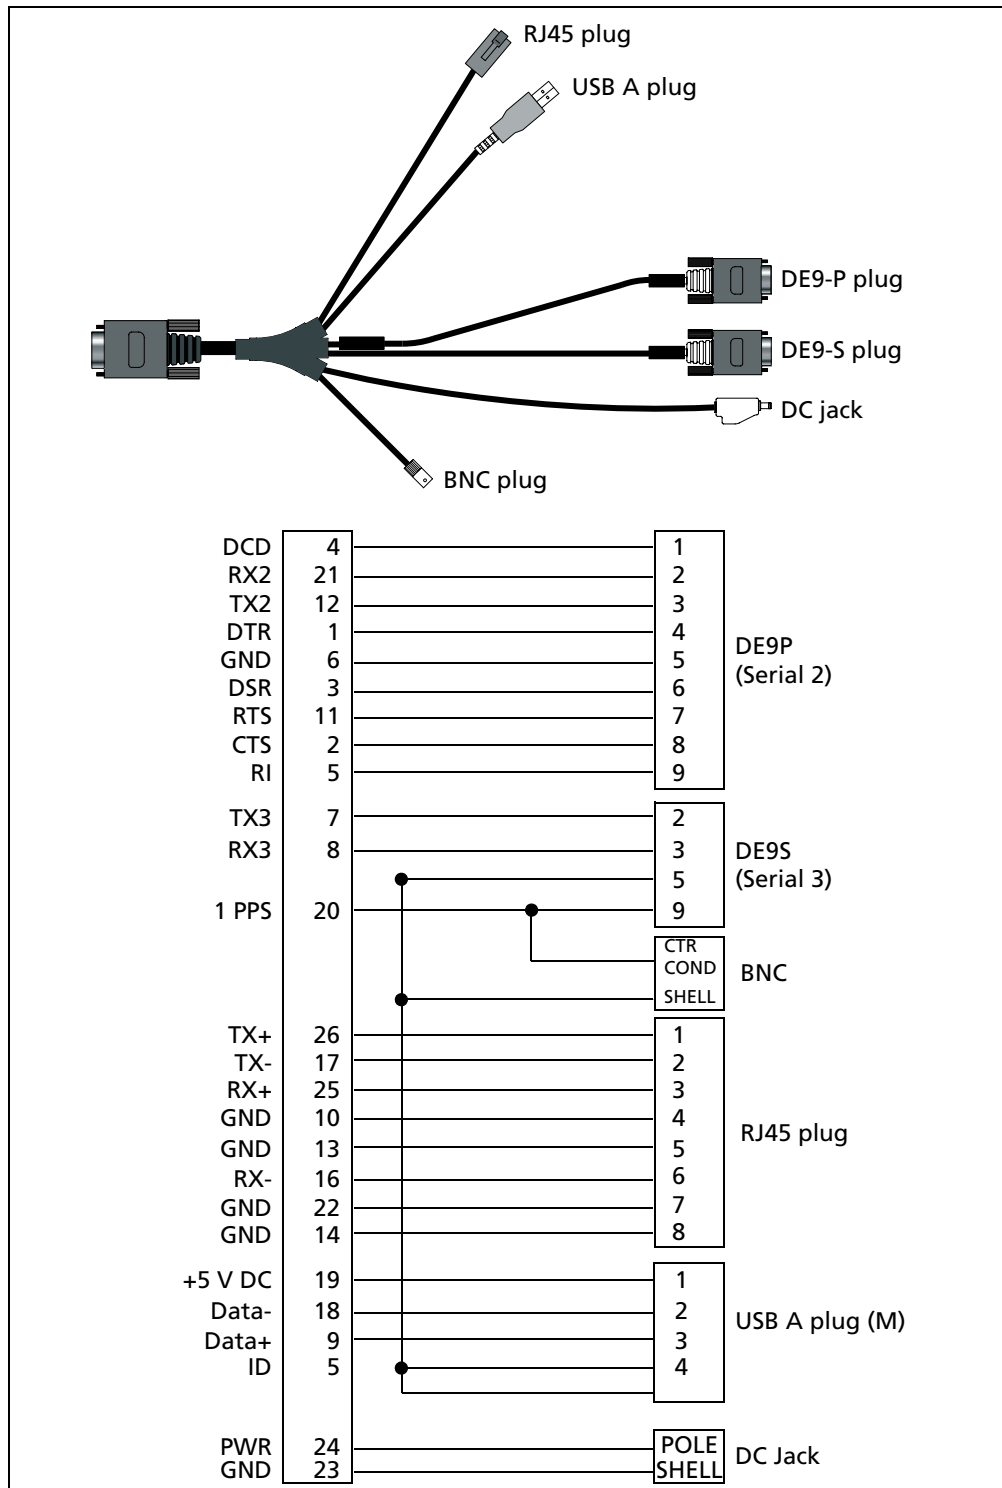 RJ45 plug
USB A plug
DE9-P plug
DE9-S plug
DC jack
BNC plug
DCD 4 1
RX2 21 2
TX2 12 3
DTR 1 4
GND 6 5
DSR 3 6
RTS 11 7
CTS 2 8
RI 5 9
DE9P
(Serial 2)
TX3 7 2
RX3 8 3
5
1 PPS 20 9
DE9S
(Serial 3)
CTR
COND
SHELL
BNC
TX+ 26 1
TX- 17 2
RX+ 25 3
GND 10 4
GND 13 5
RX- 16 6
GND 22 7
GND 14 8
RJ45 plug
+5 V DC 19 1
Data- 18 2
Data+ 9 3
ID 5 4
USB A plug (M)
PWR 24 POLE
GND 23 SHELL
DC Jack